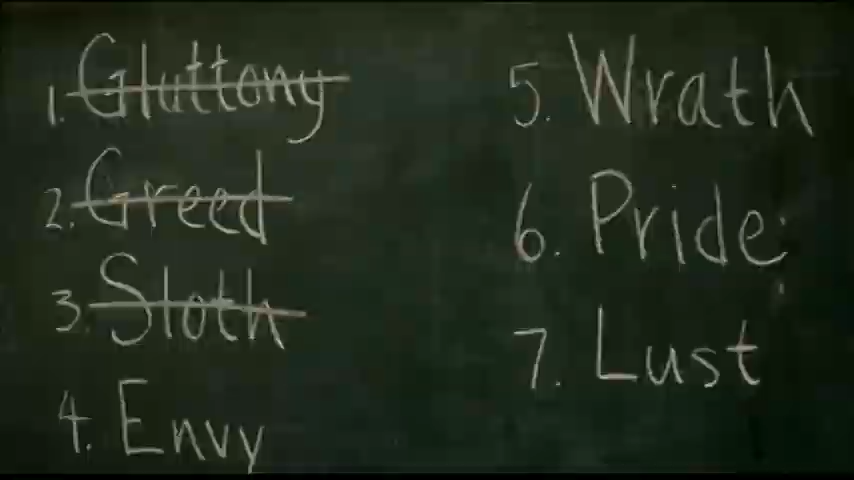 1. Gluttony
2. Greed
3. Sloth
4. Envy
5. Wrath
6. Pride
7. Lust